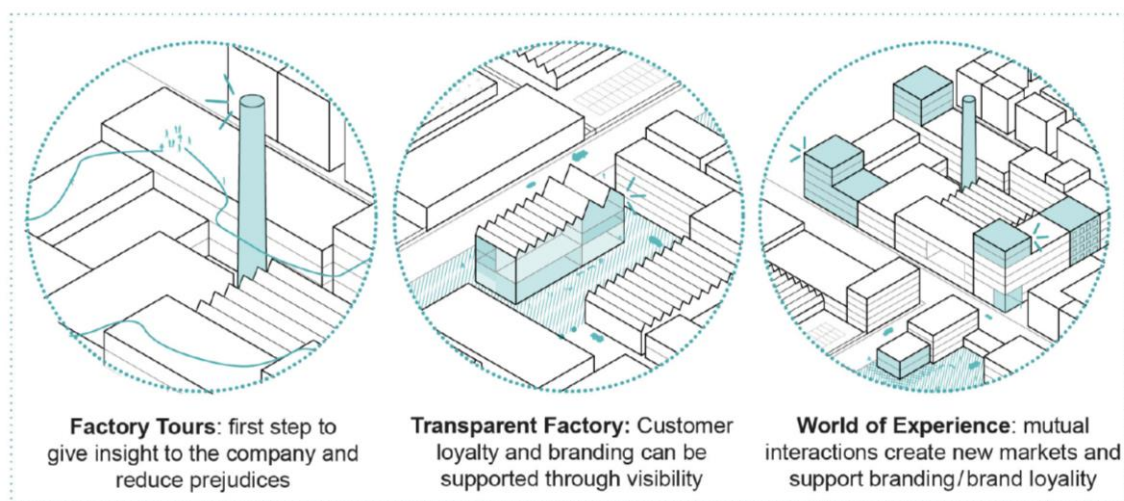 Factory Tours: first step to
give insight to the company and
reduce prejudices
Transparent Factory: Customer
loyalty and branding can be
supported through visibility
World of Experience: mutual
interactions create new markets and
support branding/brand loyality